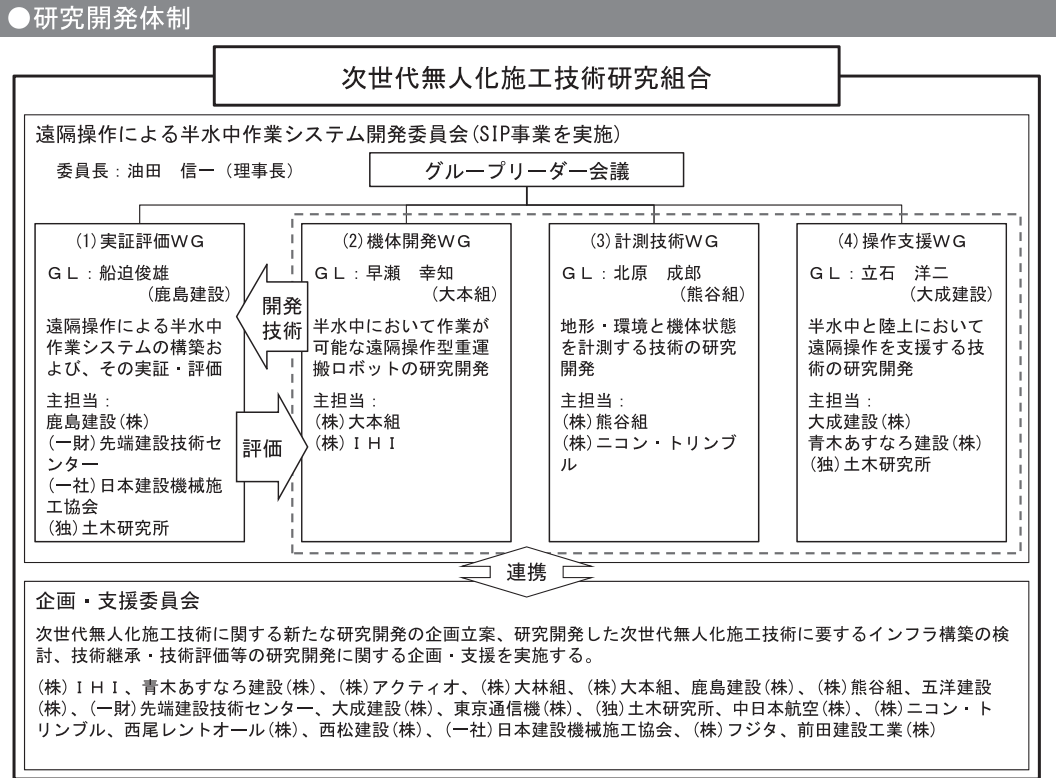 ●研究開発体制
次世代無人化施工技術研究組合
遠隔操作による半水中作業システム開発委員会(SIP事業を実施)
委員長：油田　信一（理事長）
グループリーダー会議
(1)実証評価ＷＧ
ＧＬ：船迫俊雄
(鹿島建設)
遠隔操作による半水中
作業システムの構築お
よび、その実証・評価
主担当：
鹿島建設(株)
(一財)先端建設技術セ
ンター
(一社)日本建設機械施
工協会
(独)土木研究所
開発
技術
評価
(2)機体開発ＷＧ
ＧＬ：早瀬　幸知
(大本組)
半水中において作業が
可能な遠隔操作型重運
搬ロボットの研究開発
主担当：
(株)大本組
(株)ＩＨＩ
(3)計測技術ＷＧ
ＧＬ：北原　成郎
(熊谷組)
地形・環境と機体状態
を計測する技術の研究
開発
主担当：
(株)熊谷組
(株)ニコン・トリンブ
ル
(4)操作支援ＷＧ
ＧＬ：立石　洋二
(大成建設)
半水中と陸上において
遠隔操作を支援する技
術の研究開発
主担当：
大成建設(株)
青木あすなろ建設(株)
(独)土木研究所
連携
企画・支援委員会
次世代無人化施工技術に関する新たな研究開発の企画立案、研究開発した次世代無人化施工技術に要するインフラ構築の検
討、技術継承・技術評価等の研究開発に関する企画・支援を実施する。
(株)ＩＨＩ、青木あすなろ建設(株)、(株)アクティオ、(株)大林組、(株)大本組、鹿島建設(株)、(株)熊谷組、五洋建設
(株)、(一財)先端建設技術センター、大成建設(株)、東京通信機(株)、(独)土木研究所、中日本航空(株)、(株)ニコン・ト
リンブル、西尾レントオール(株)、西松建設(株)、(一社)日本建設機械施工協会、(株)フジタ、前田建設工業(株)